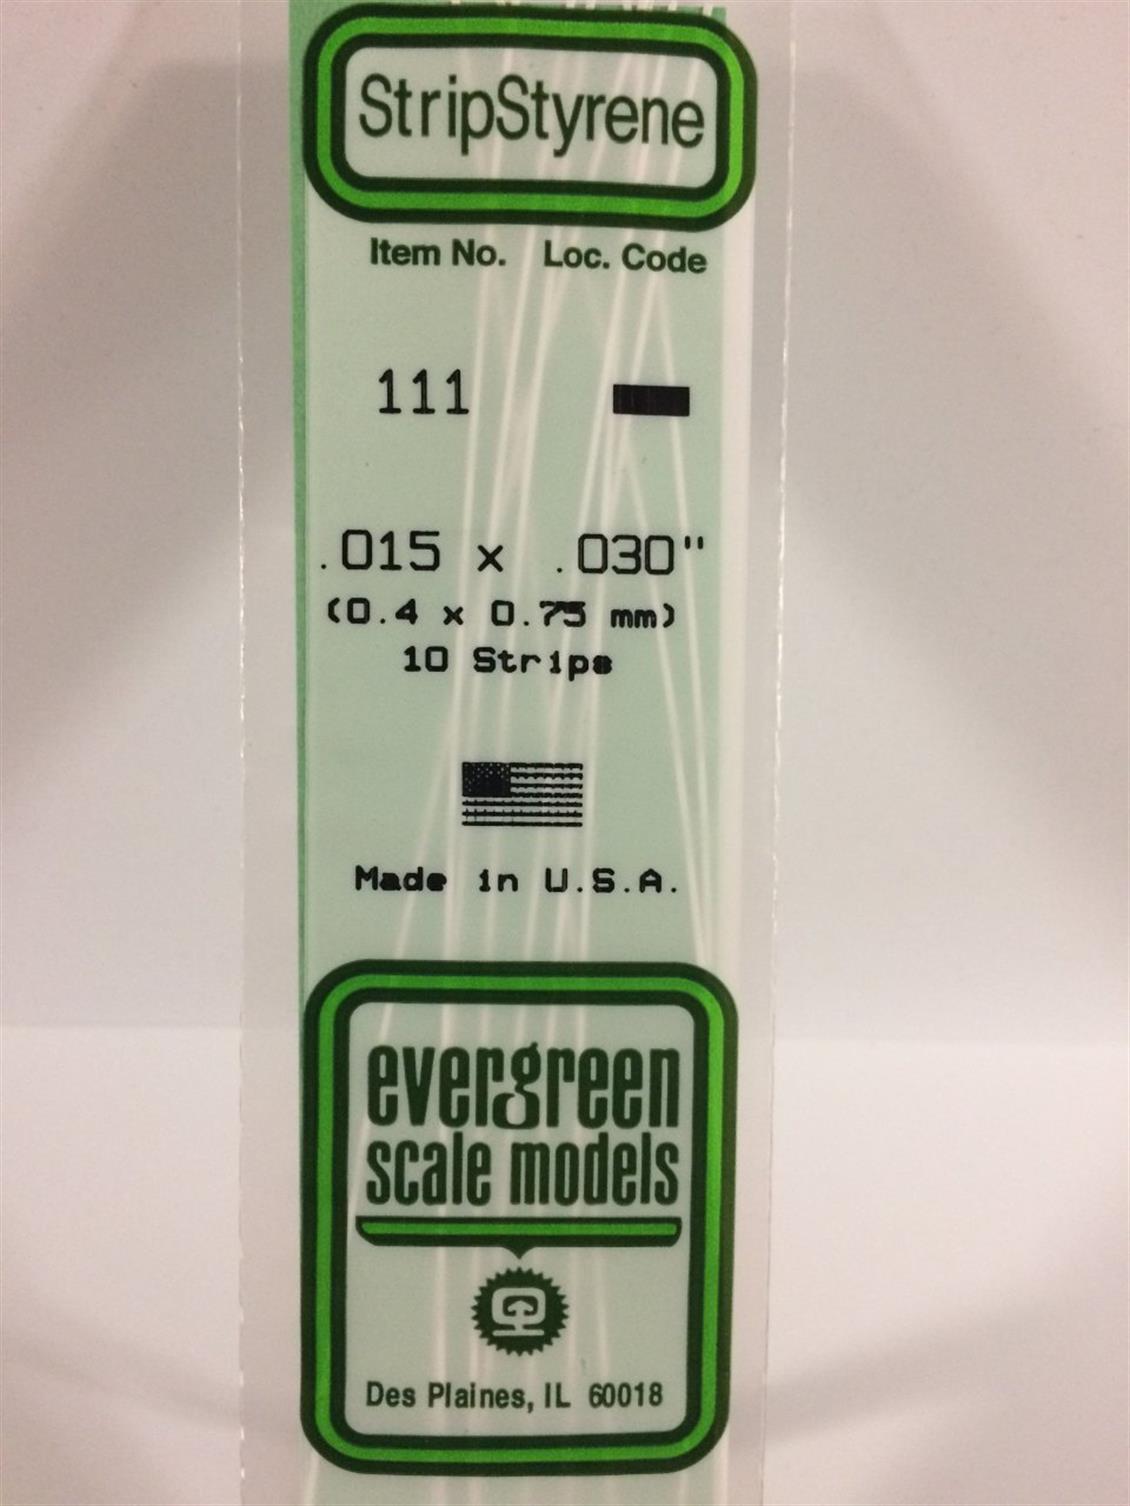 StripStyrene
Item No. Loc. Code
111
.015 x .030"
(0.4 x 0.75 mm)
10 Strips
Made in U.S.A.
evergreen
scale models
Des Plaines, IL 60018